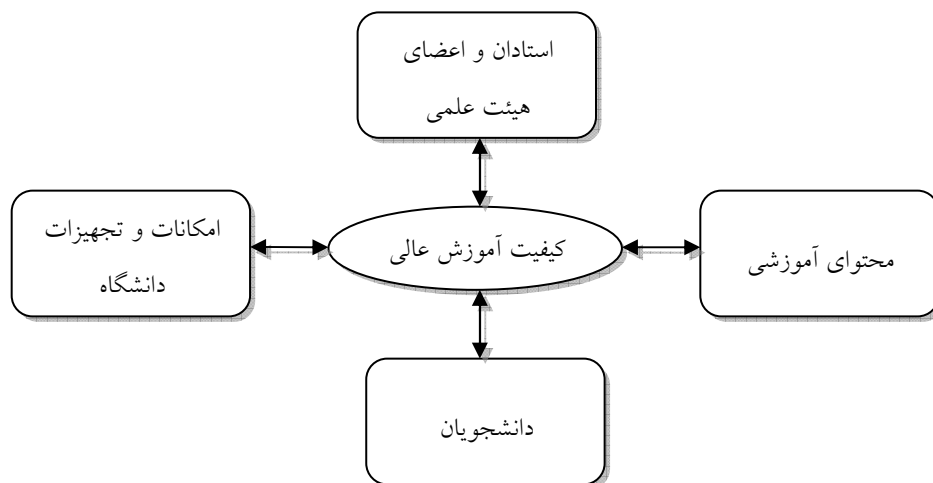 استادان و اعضای
هیئت علمی
محتوای آموزشی
کیفیت آموزش عالی
امکانات و تجهیزات
دانشگاه
دانشجویان